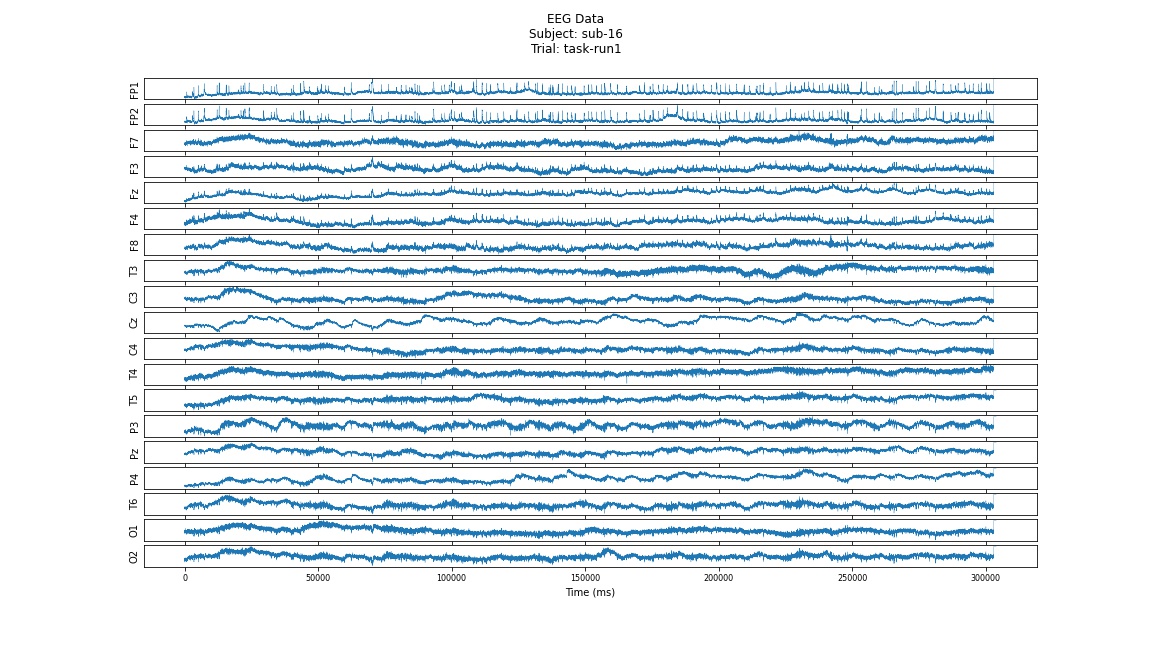 EEG Data
Subject: sub-16
Trial: task-run1
FP1
FP2
F7
F3
Fz
F4
F8
T3
C3
Cz
C4
T4
T5
P3
Pz
P4
T6
O1
O2
0 50000 100000 150000 200000 250000 300000
Time (ms)